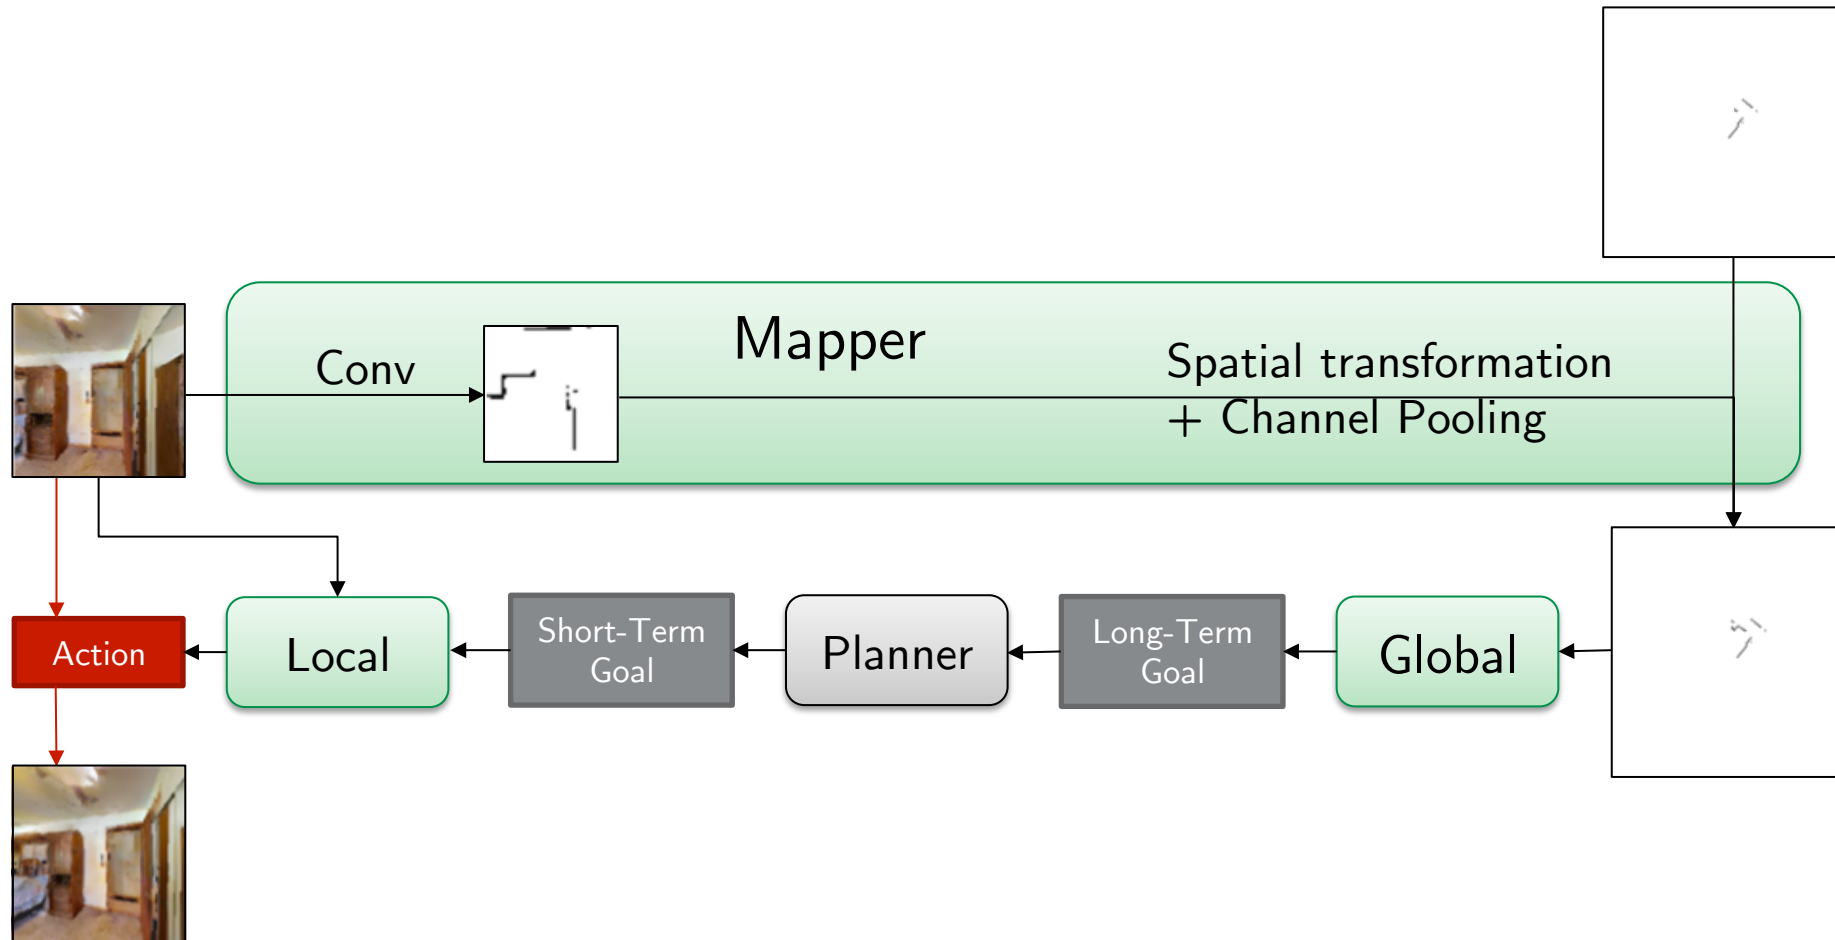 Mapper
Conv
Spatial transformation
+ Channel Pooling
Action
Local
Short-Term
Goal
Planner
Long-Term
Goal
Global